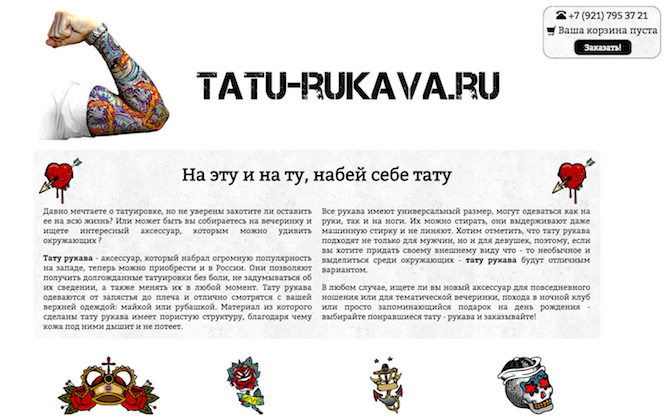 +7 (921) 795 37 21
Ваша корзина пуста
Заказать!
TATU-RUKAVA.RU
На эту и на ту, набей себе тату
Давно мечтаете о татуировке, но не уверены захотите ли оставить
ее на всю жизнь? Или может быть вы собираетесь на вечеринку и
ищете интересный аксессуар, которым можно удивить
окружающих ?
Тату рукава - аксессуар, который набрал огромную популярность
на западе, теперь можно приобрести и в России. Они позволяют
получить долгожданные татуировки без боли, не задумываться об
их сведении, а также менять их в любой момент. Тату рукава
одеваются от запястья до плеча и отлично смотрятся с вашей
верхней одеждой: майкой или рубашкой. Материал из которого
сделаны тату рукава имеет пористую структуру, благодаря чему
кожа под ними дышит и не потеет.
Все рукава имеют универсальный размер, могут одеваться как на
руки, так и на ноги. Их можно стирать, они выдерживают даже
машинную стирку и не линяют. Хотим отметить, что тату рукава
подходят не только для мужчин, но и для девушек, поэтому, если
вы хотите придать своему внешнему виду что - то необычное и
выделиться среди окружающих - тату рукава будут отличным
вариантом.
В любом случае, ищете ли вы новый аксессуар для повседневного
ношения или для тематической вечеринки, похода в ночной клуб
или просто запоминающийся подарок на день рождения -
выбирайте понравшиеся тату - рукава и заказывайте!